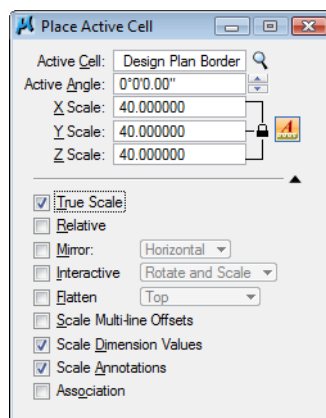 Place Active Cell
Active Cell: Design Plan Border
Active Angle: 0°0'0.00"
X Scale: 40.000000
Y Scale: 40.000000
Z Scale: 40.000000
True Scale
Relative
Mirror: Horizontal
Interactive Rotate and Scale
Flatten Top
Scale Multi-line Offsets
Scale Dimension Values
Scale Annotations
Association